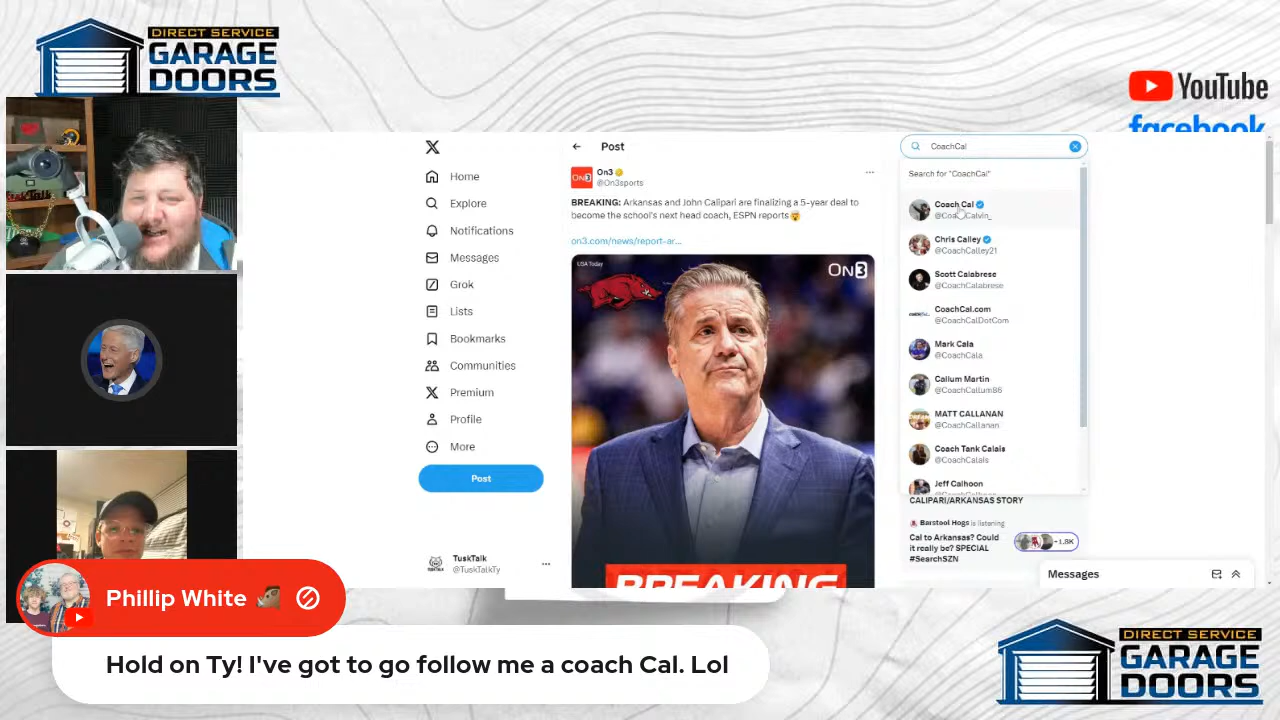 DIRECT SERVICE
GARAGE
DOORS
YouTube
facebook
Home
Explore
Notifications
Messages
Grok
Lists
Bookmarks
Communities
Premium
Profile
More
Post
TuskTalk
@TuskTalkTy
Post
On3
@On3sports
BREAKING: Arkansas and John Calipari are finalizing a 5-year deal to
become the school's next head coach, ESPN reports🤯
on3.com/news/report-ar...
USA Today
ON3
BREAKING
CoachCal
Search for "CoachCal"
Coach Cal
Chris Calley
@CoachCalley21
Scott Calabrese
@CoachCalabrese
CoachCal.com
@CoachCalDotCom
Mark Cala
@CoachCala
Callum Martin
@CoachCallum86
MATT CALLANAN
@CoachCallanan
Coach Tank Calais
@CoachCalais
Jeff Calhoon
CALIPARI/ARKANSAS STORY
Barstool Hogs is listening
Cal to Arkansas? Could
it really be? SPECIAL
#SearchSZN
+1.8K
Messages
Phillip White 🐗
Hold on Ty! I've got to go follow me a coach Cal. Lol
DIRECT SERVICE
GARAGE
DOORS